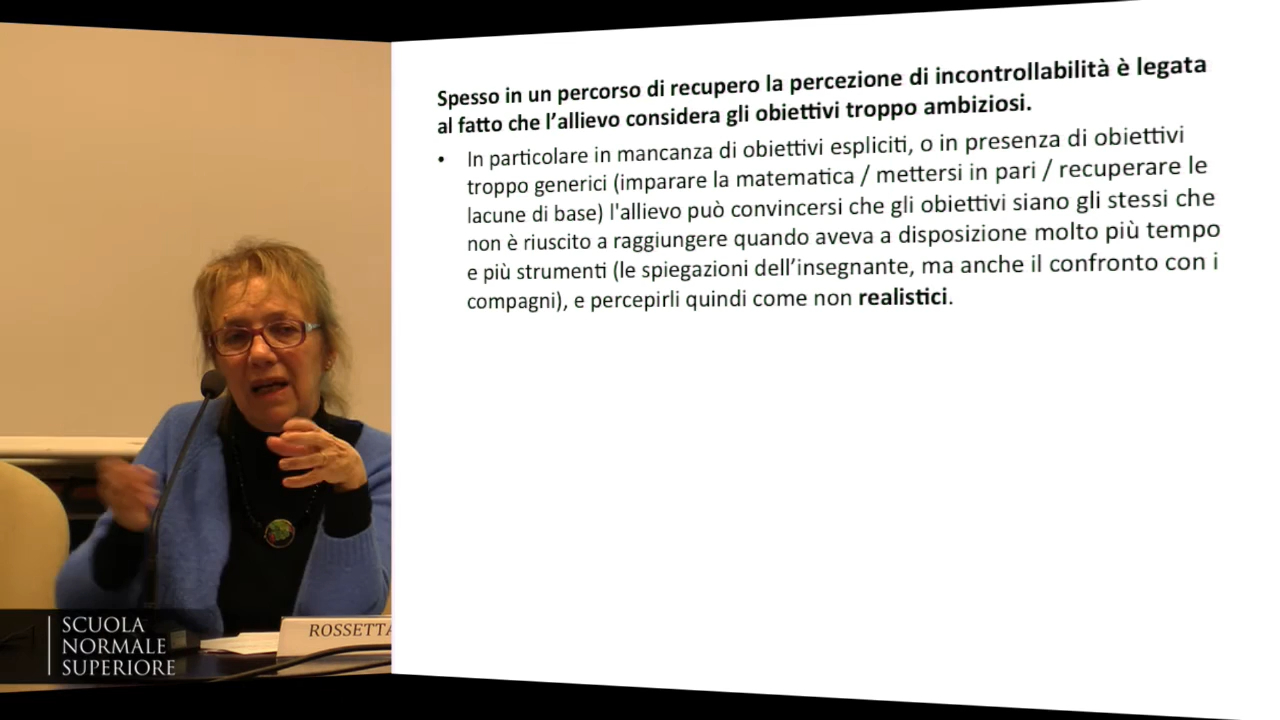 Spesso in un percorso di recupero la percezione di incontrollabilità è legata
al fatto che l'allievo considera gli obiettivi troppo ambiziosi.
• In particolare in mancanza di obiettivi espliciti, o in presenza di obiettivi
troppo generici (imparare la matematica / mettersi in pari / recuperare le
lacune di base) l'allievo può convincersi che gli obiettivi siano gli stessi che
non è riuscito a raggiungere quando aveva a disposizione molto più tempo
e più strumenti (le spiegazioni dell'insegnante, ma anche il confronto con i
compagni), e percepirli quindi come non realistici.
ROSSETTA
SCUOLA
NORMALE
SUPERIORE